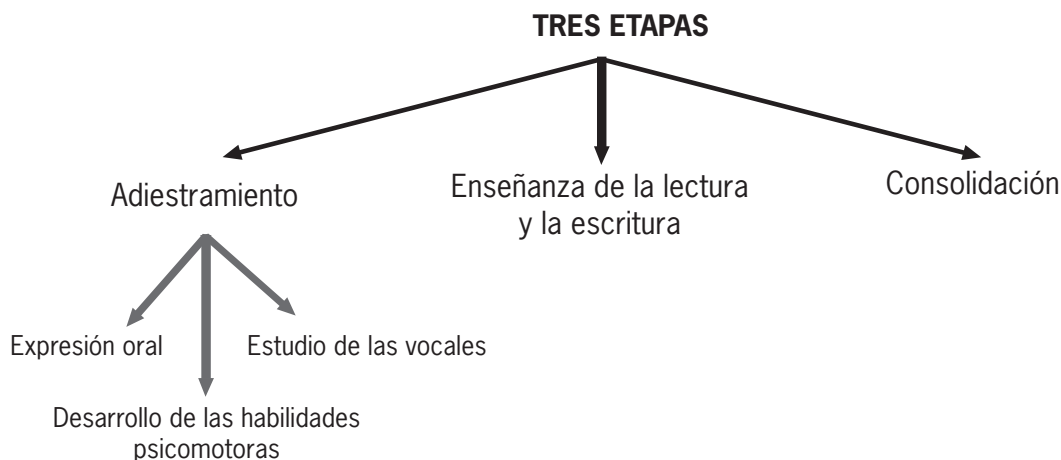 TRES ETAPAS
Adiestramiento
Enseñanza de la lectura
y la escritura
Consolidación
Expresión oral
Estudio de las vocales
Desarrollo de las habilidades
psicomotoras